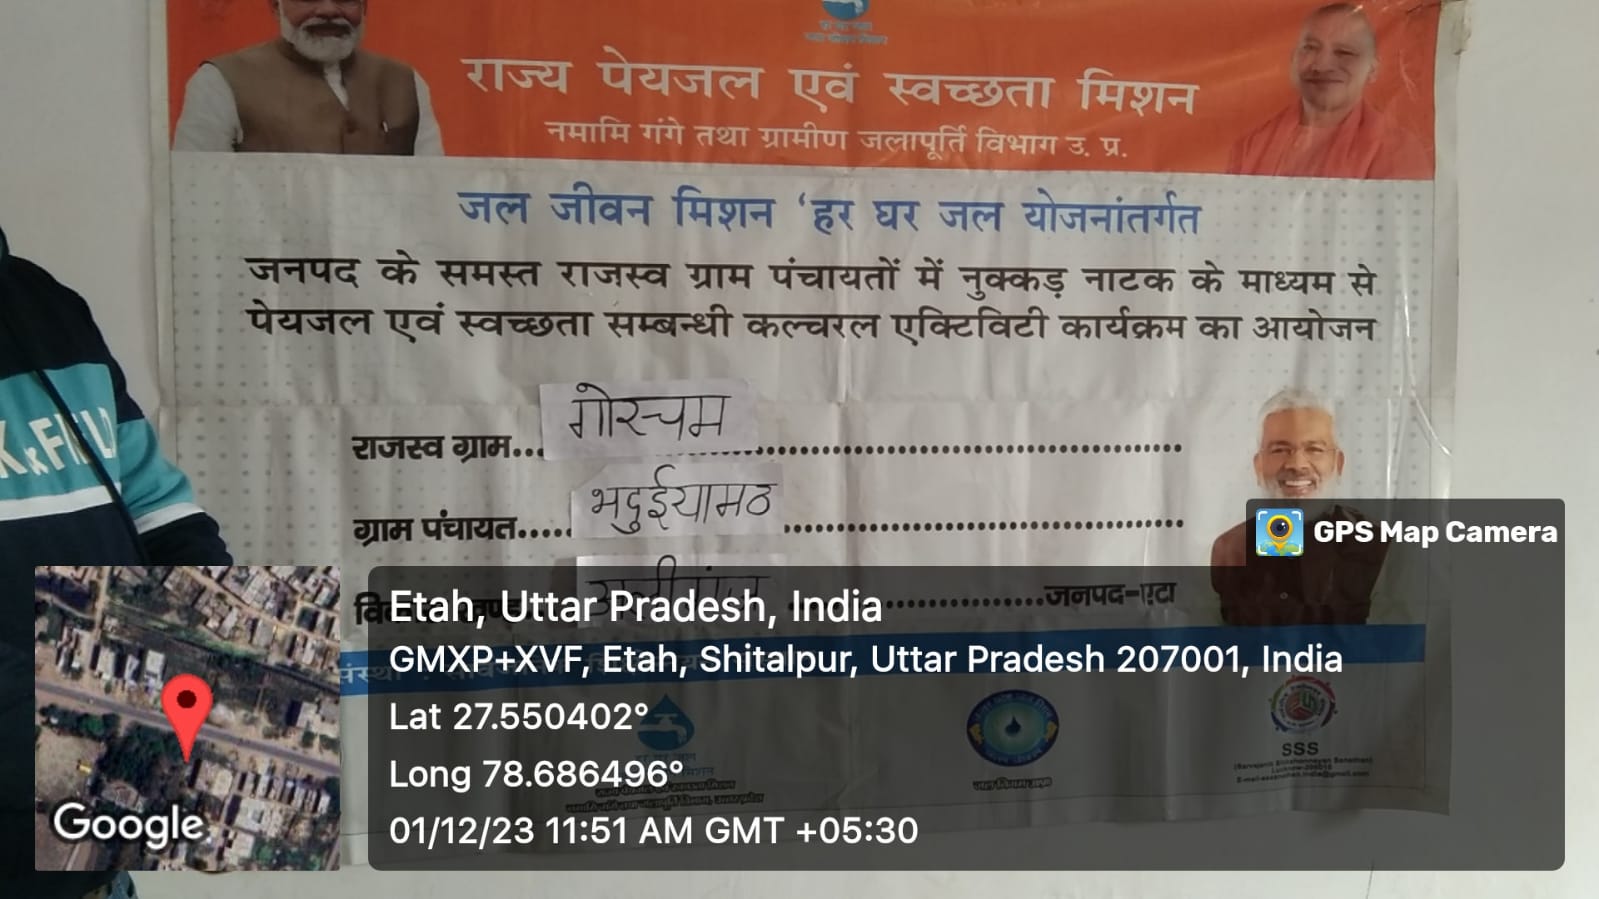 राज्य पेयजल एवं स्वच्छता मिशन
नमामि गंगे तथा ग्रामीण जलापूर्ति विभाग उ. प्र.
जल जीवन मिशन ‘हर घर जल योजनांतर्गत
जनपद के समस्त राजस्व ग्राम पंचायतों में नुक्कड़ नाटक के माध्यम से
पेयजल एवं स्वच्छता सम्बन्धी कल्चरल एक्टिविटी कार्यक्रम का आयोजन
राजस्व ग्राम... गोस्चम
ग्राम पंचायत..... भदुईयामठ
जनपद-एटा
GPS Map Camera
Etah, Uttar Pradesh, India
GMXP+XVF, Etah, Shitalpur, Uttar Pradesh 207001, India
Lat 27.550402°
Long 78.686496°
01/12/23 11:51 AM GMT +05:30
Google
SSS